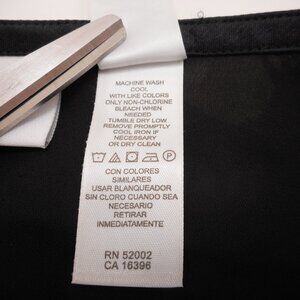 MACHINE WASH
COOL
WITH LIKE COLORS
ONLY NON-CHLORINE
BLEACH WHEN
NEEDED
TUMBLE DRY LOW
REMOVE PROMPTLY
COOL IRON IF
NECESSARY
OR DRY CLEAN
CON COLORES
SIMILARES
USAR BLANQUEADOR
SIN CLORO CUANDO SEA
NECESARIO
RETIRAR
INMEDIATAMENTE
RN 52002
CA 16396